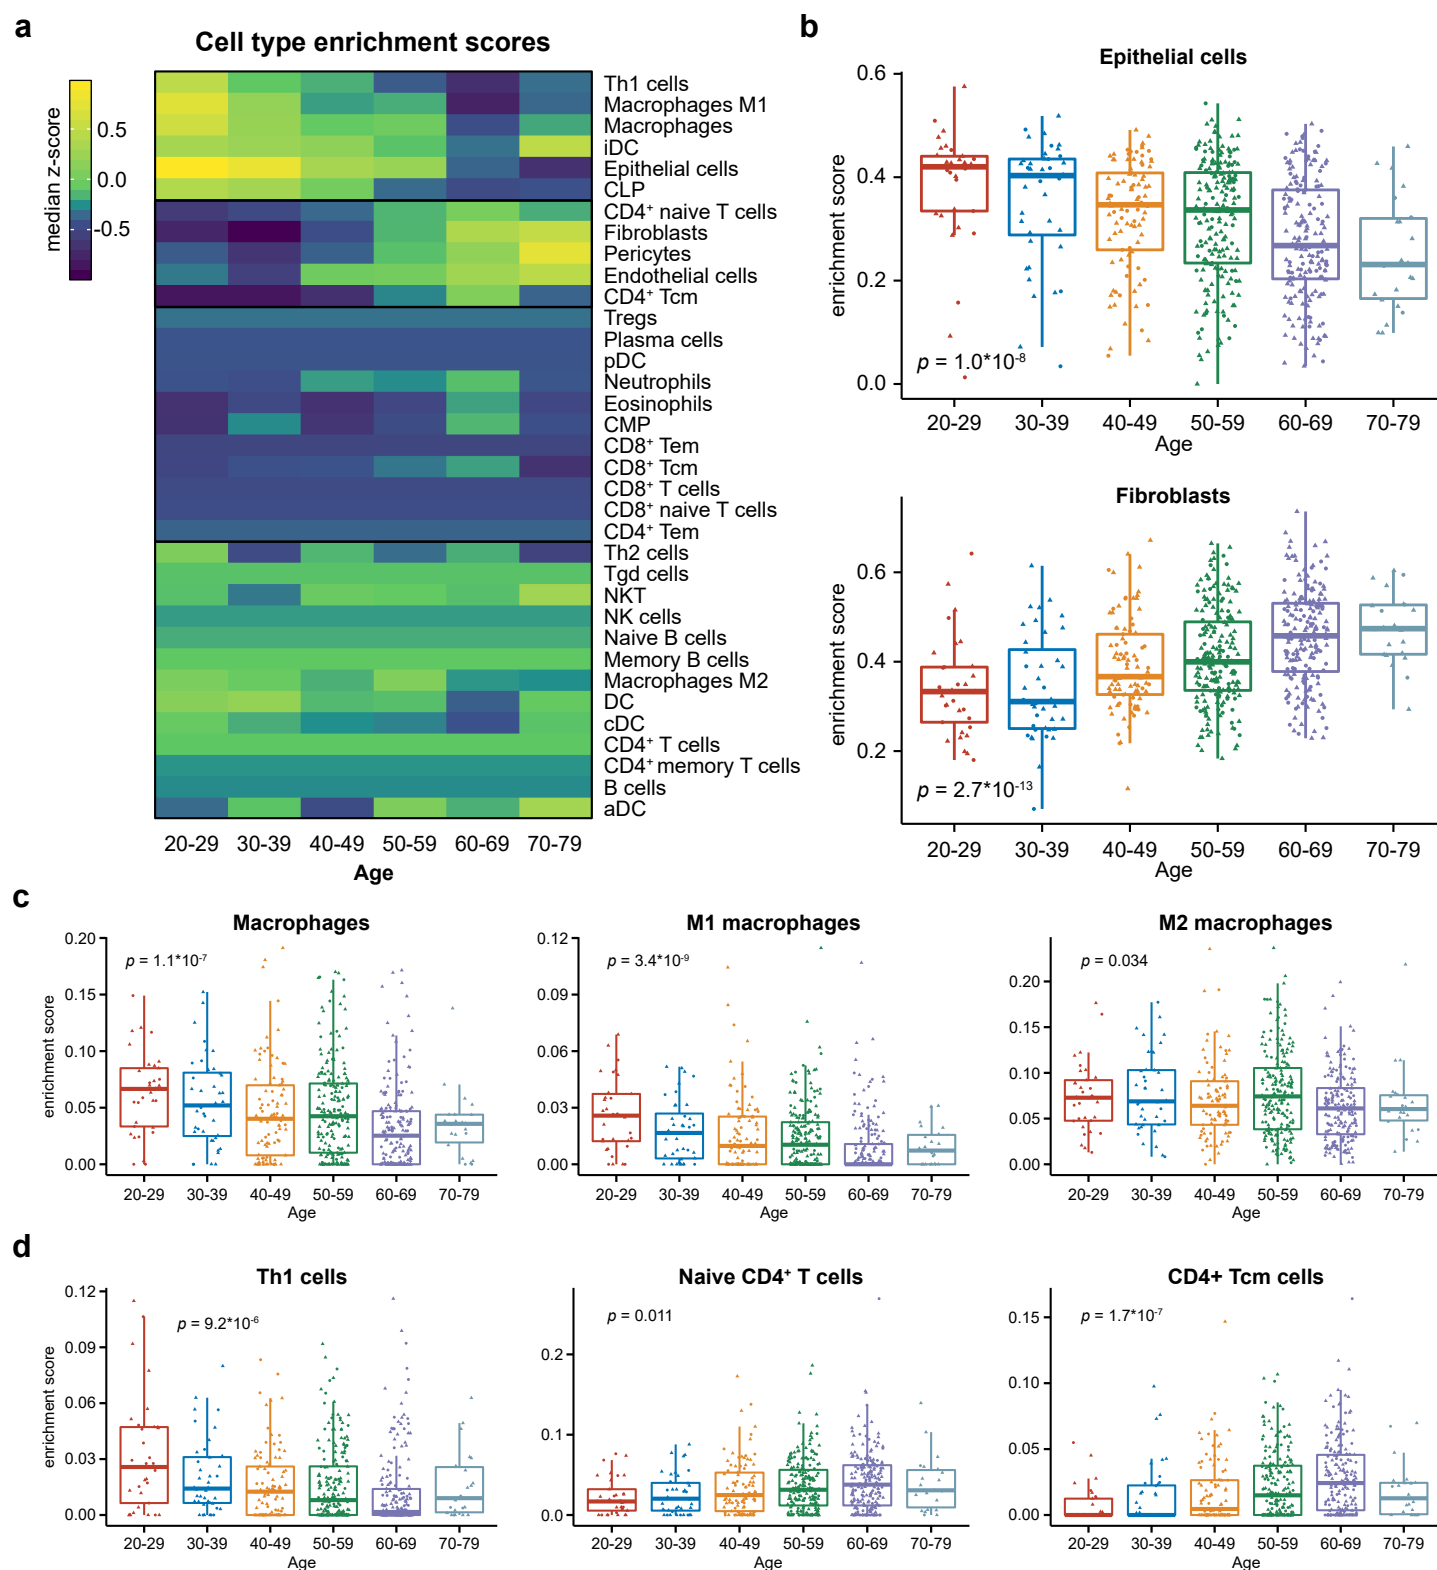 a
Cell type enrichment scores
median z-score
0.5
0.0
-0.5
Th1 cells
Macrophages M1
Macrophages
iDC
Epithelial cells
CLP
CD4⁺ naive T cells
Fibroblasts
Pericytes
Endothelial cells
CD4⁺ Tcm
Tregs
Plasma cells
pDC
Neutrophils
Eosinophils
CMP
CD8⁺ Tem
CD8⁺ Tcm
CD8⁺ T cells
CD8⁺ naive T cells
CD4⁺ Tem
Th2 cells
Tgd cells
NKT
NK cells
Naive B cells
Memory B cells
Macrophages M2
DC
cDC
CD4⁺ T cells
CD4⁺ memory T cells
B cells
aDC
20-29 30-39 40-49 50-59 60-69 70-79
Age
b
Epithelial cells
enrichment score
0.6
0.4
0.2
0.0
p = 1.0*10⁻⁸
20-29 30-39 40-49 50-59 60-69 70-79
Age
Fibroblasts
enrichment score
0.6
0.4
0.2
p = 2.7*10⁻¹³
20-29 30-39 40-49 50-59 60-69 70-79
Age
c
Macrophages
enrichment score
0.20
0.15
0.10
0.05
0.00
p = 1.1*10⁻⁷
20-29 30-39 40-49 50-59 60-69 70-79
Age
M1 macrophages
0.12
0.09
0.06
0.03
0.00
p = 3.4*10⁻⁹
20-29 30-39 40-49 50-59 60-69 70-79
Age
M2 macrophages
0.20
0.15
0.10
0.05
0.00
p = 0.034
20-29 30-39 40-49 50-59 60-69 70-79
Age
d
Th1 cells
enrichment score
0.12
0.09
0.06
0.03
0.00
p = 9.2*10⁻⁶
20-29 30-39 40-49 50-59 60-69 70-79
Age
Naive CD4⁺ T cells
0.2
0.1
0.0
p = 0.011
20-29 30-39 40-49 50-59 60-69 70-79
Age
CD4+ Tcm cells
0.15
0.10
0.05
0.00
p = 1.7*10⁻⁷
20-29 30-39 40-49 50-59 60-69 70-79
Age